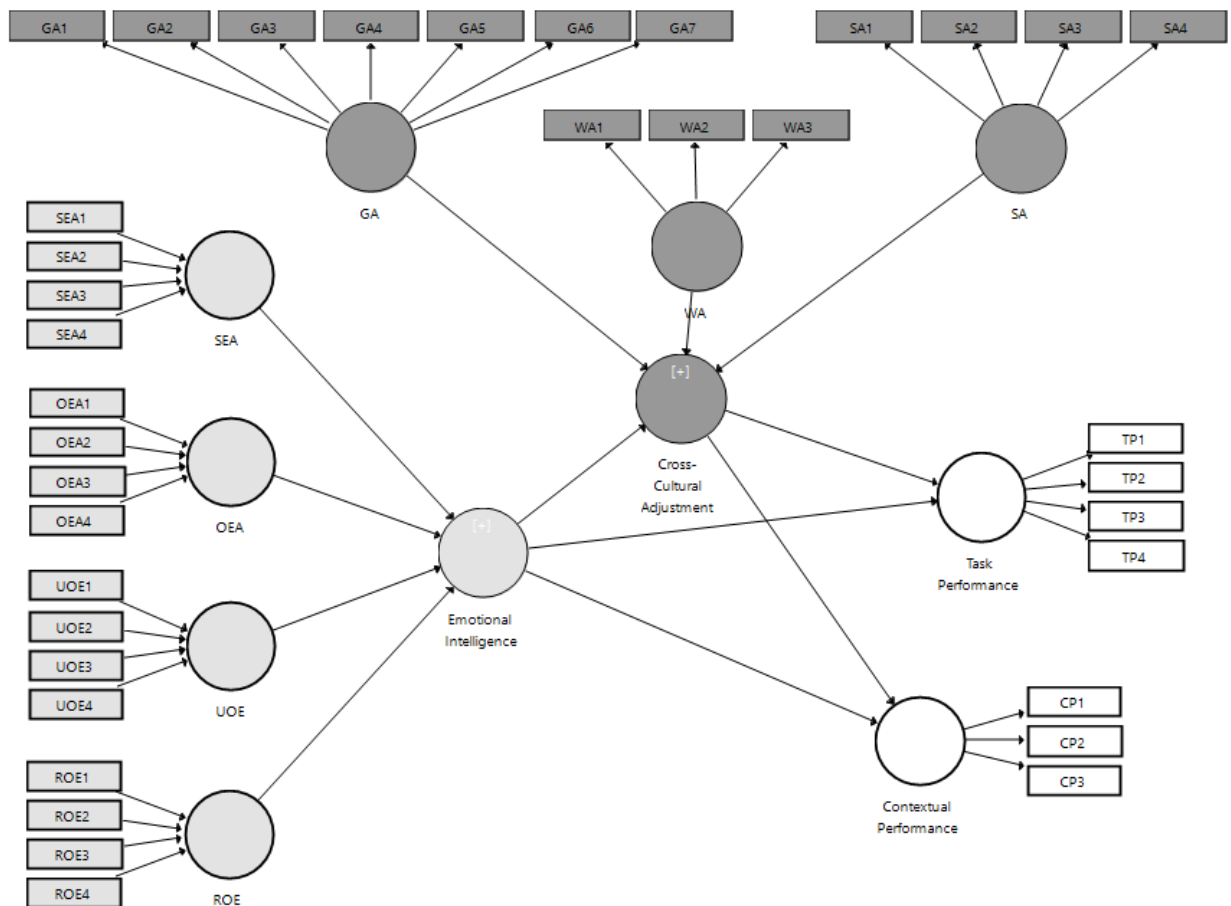 GA1
GA2
GA3
GA4
GA5
GA6
GA7
SA1
SA2
SA3
SA4
WA1
WA2
WA3
GA
SA
WA
SEA1
SEA2
SEA3
SEA4
SEA
[+]
Cross-
Cultural
Adjustment
OEA1
OEA2
OEA3
OEA4
OEA
TP1
TP2
TP3
TP4
Task
Performance
[+]
Emotional
Intelligence
UOE1
UOE2
UOE3
UOE4
UOE
CP1
CP2
CP3
Contextual
Performance
ROE1
ROE2
ROE3
ROE4
ROE